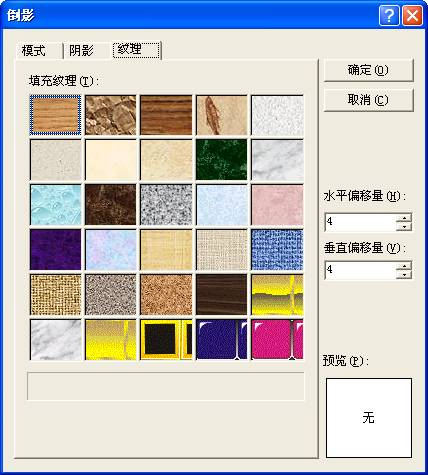 倒影
模式 阴影 纹理
填充纹理(T):
确定(O)
取消(C)
水平偏移量(H):
4
垂直偏移量(V):
4
预览(P):
无